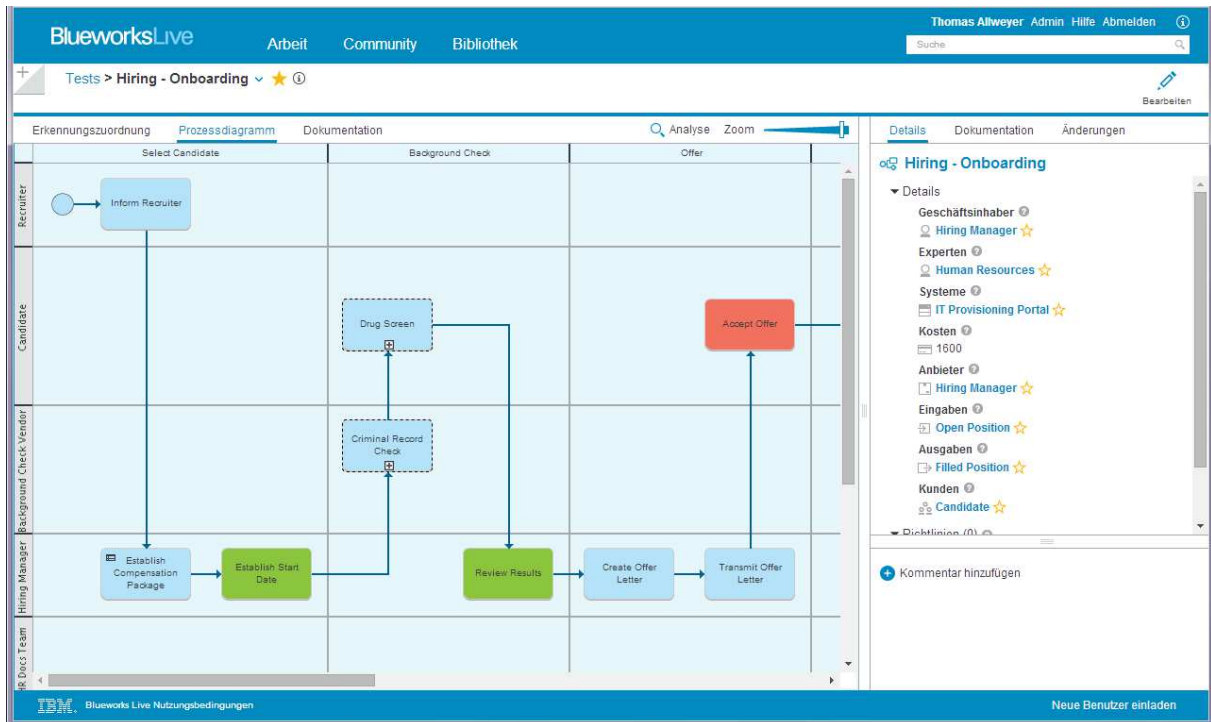 BlueworksLive
Arbeit
Community
Bibliothek
Thomas Allweyer Admin Hilfe Abmelden
Suche
Tests > Hiring - Onboarding
Bearbeiten
Erkennungszuordnung
Prozessdiagramm
Dokumentation
Analyse
Zoom
Select Candidate
Background Check
Offer
Recruiter
Inform Recruiter
Candidate
Drug Screen
Accept Offer
Background Check Vendor
Criminal Record
Check
Hiring Manager
Establish
Compensation
Package
Establish Start
Date
Review Results
Create Offer
Letter
Transmit Offer
Letter
HR Docs Team
Details
Dokumentation
Änderungen
Hiring - Onboarding
Details
Geschäftsinhaber
Hiring Manager
Experten
Human Resources
Systeme
IT Provisioning Portal
Kosten
1600
Anbieter
Hiring Manager
Eingaben
Open Position
Ausgaben
Filled Position
Kunden
Candidate
Richtlinien (0)
Kommentar hinzufügen
IBM.
Blueworks Live Nutzungsbedingungen
Neue Benutzer einladen